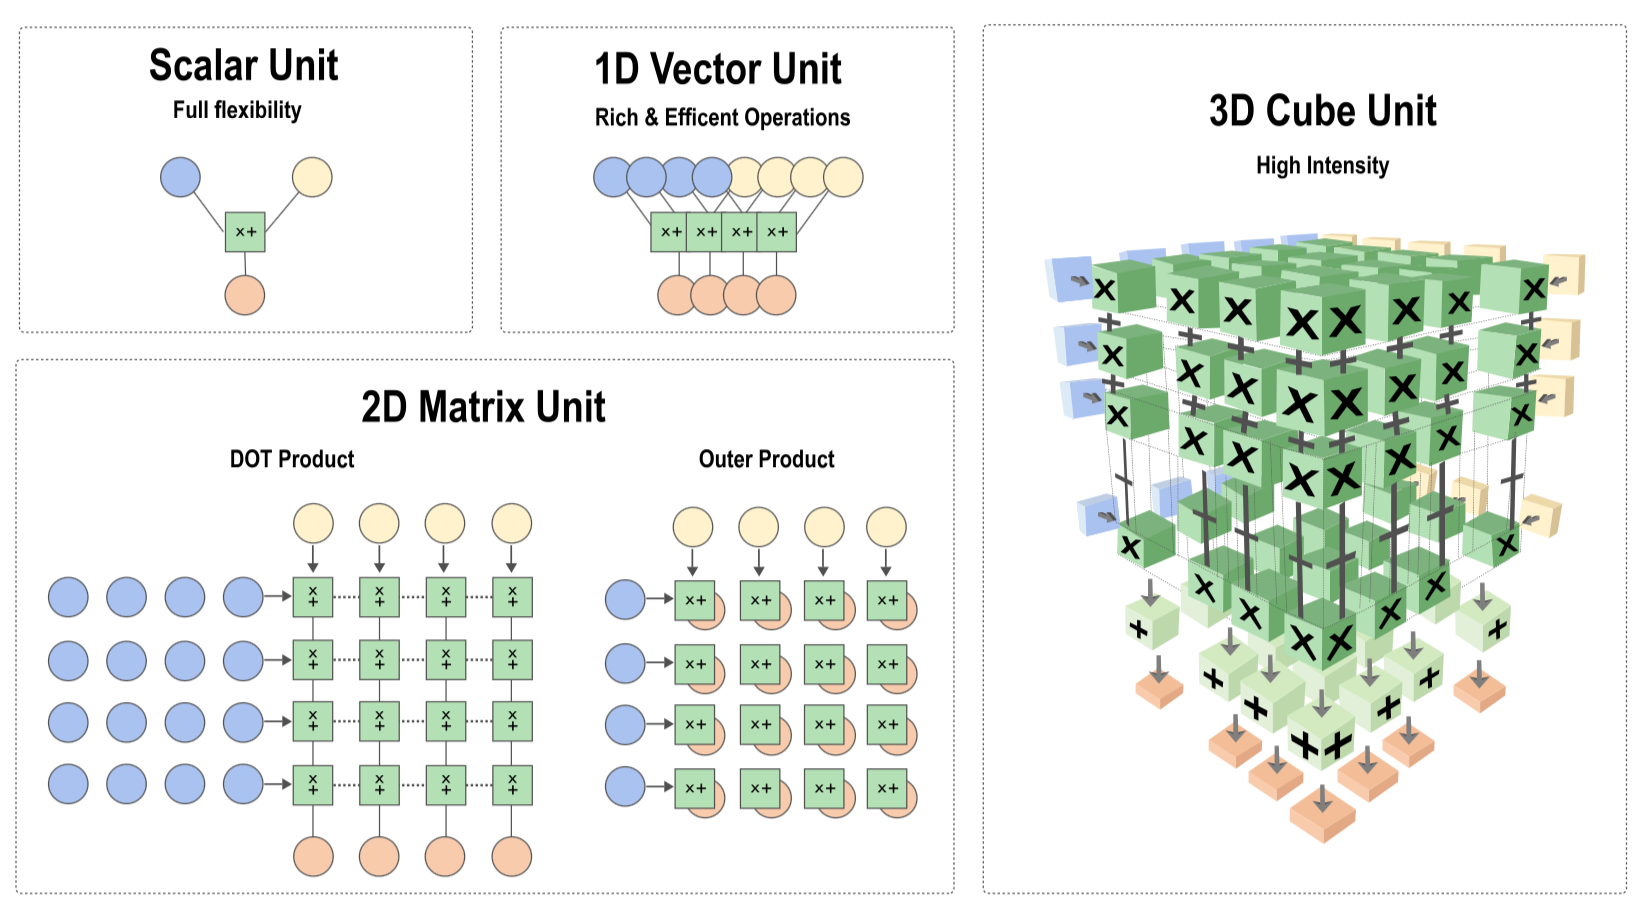 Scalar Unit
Full flexibility
x+
1D Vector Unit
Rich & Efficent Operations
x+ x+ x+ x+
2D Matrix Unit
DOT Product
x + x + x + x +
x + x + x + x +
x + x + x + x +
x + x + x + x +
Outer Product
x+ x+ x+ x+
x+ x+ x+ x+
x+ x+ x+ x+
x+ x+ x+ x+
3D Cube Unit
High Intensity
x x x x x x x x
x x x x x x x x
x x x x x x x x
x x x x x x x x
+ + + + + + + +